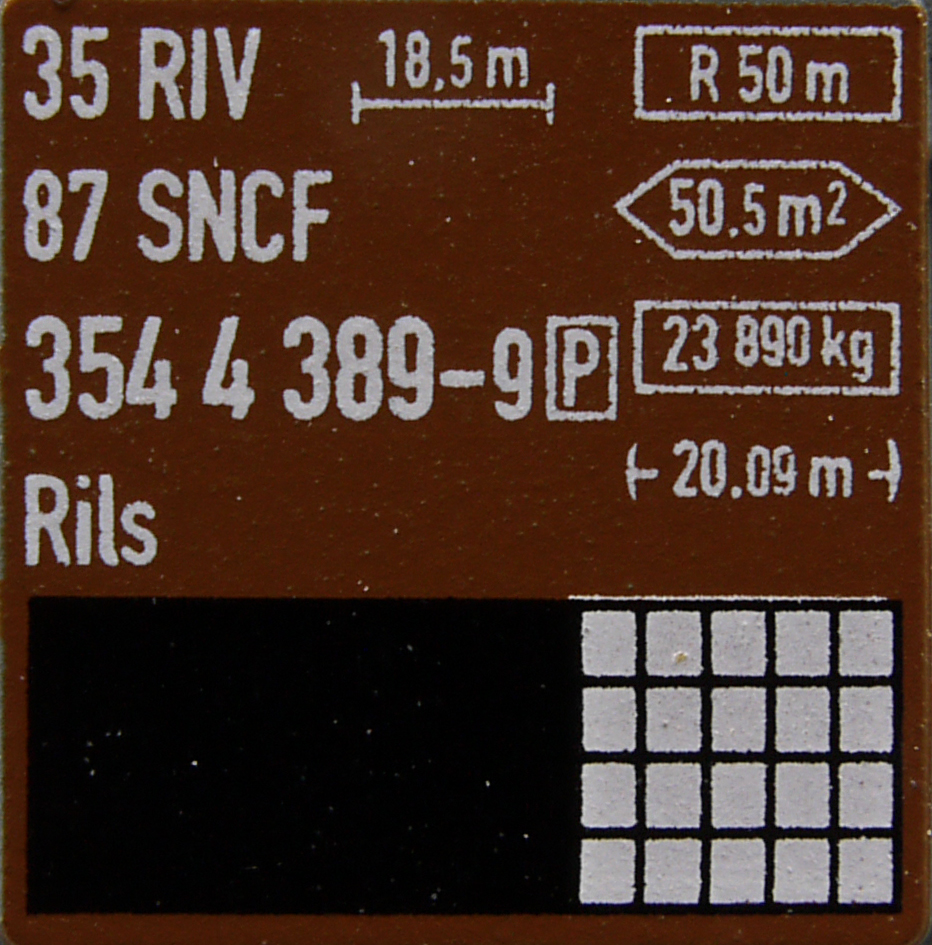 35 RIV 18,5 m R 50 m
87 SNCF 50.5 m²
354 4 389-9 P 23 890 kg
20.09 m
Rils